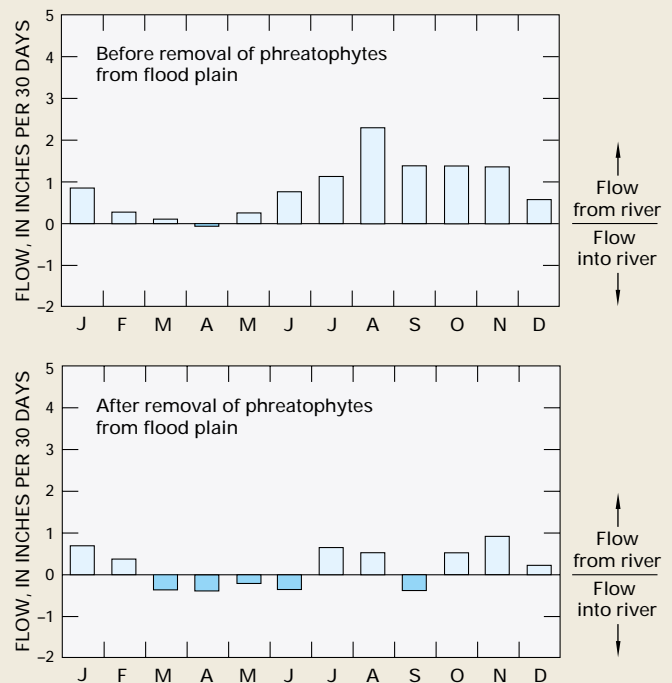 FLOW, IN INCHES PER 30 DAYS
5
4
3
2
1
0
–1
–2
Before removal of phreatophytes
from flood plain
J F M A M J J A S O N D
Flow
from river
Flow
into river
FLOW, IN INCHES PER 30 DAYS
5
4
3
2
1
0
–1
–2
After removal of phreatophytes
from flood plain
J F M A M J J A S O N D
Flow
from river
Flow
into river